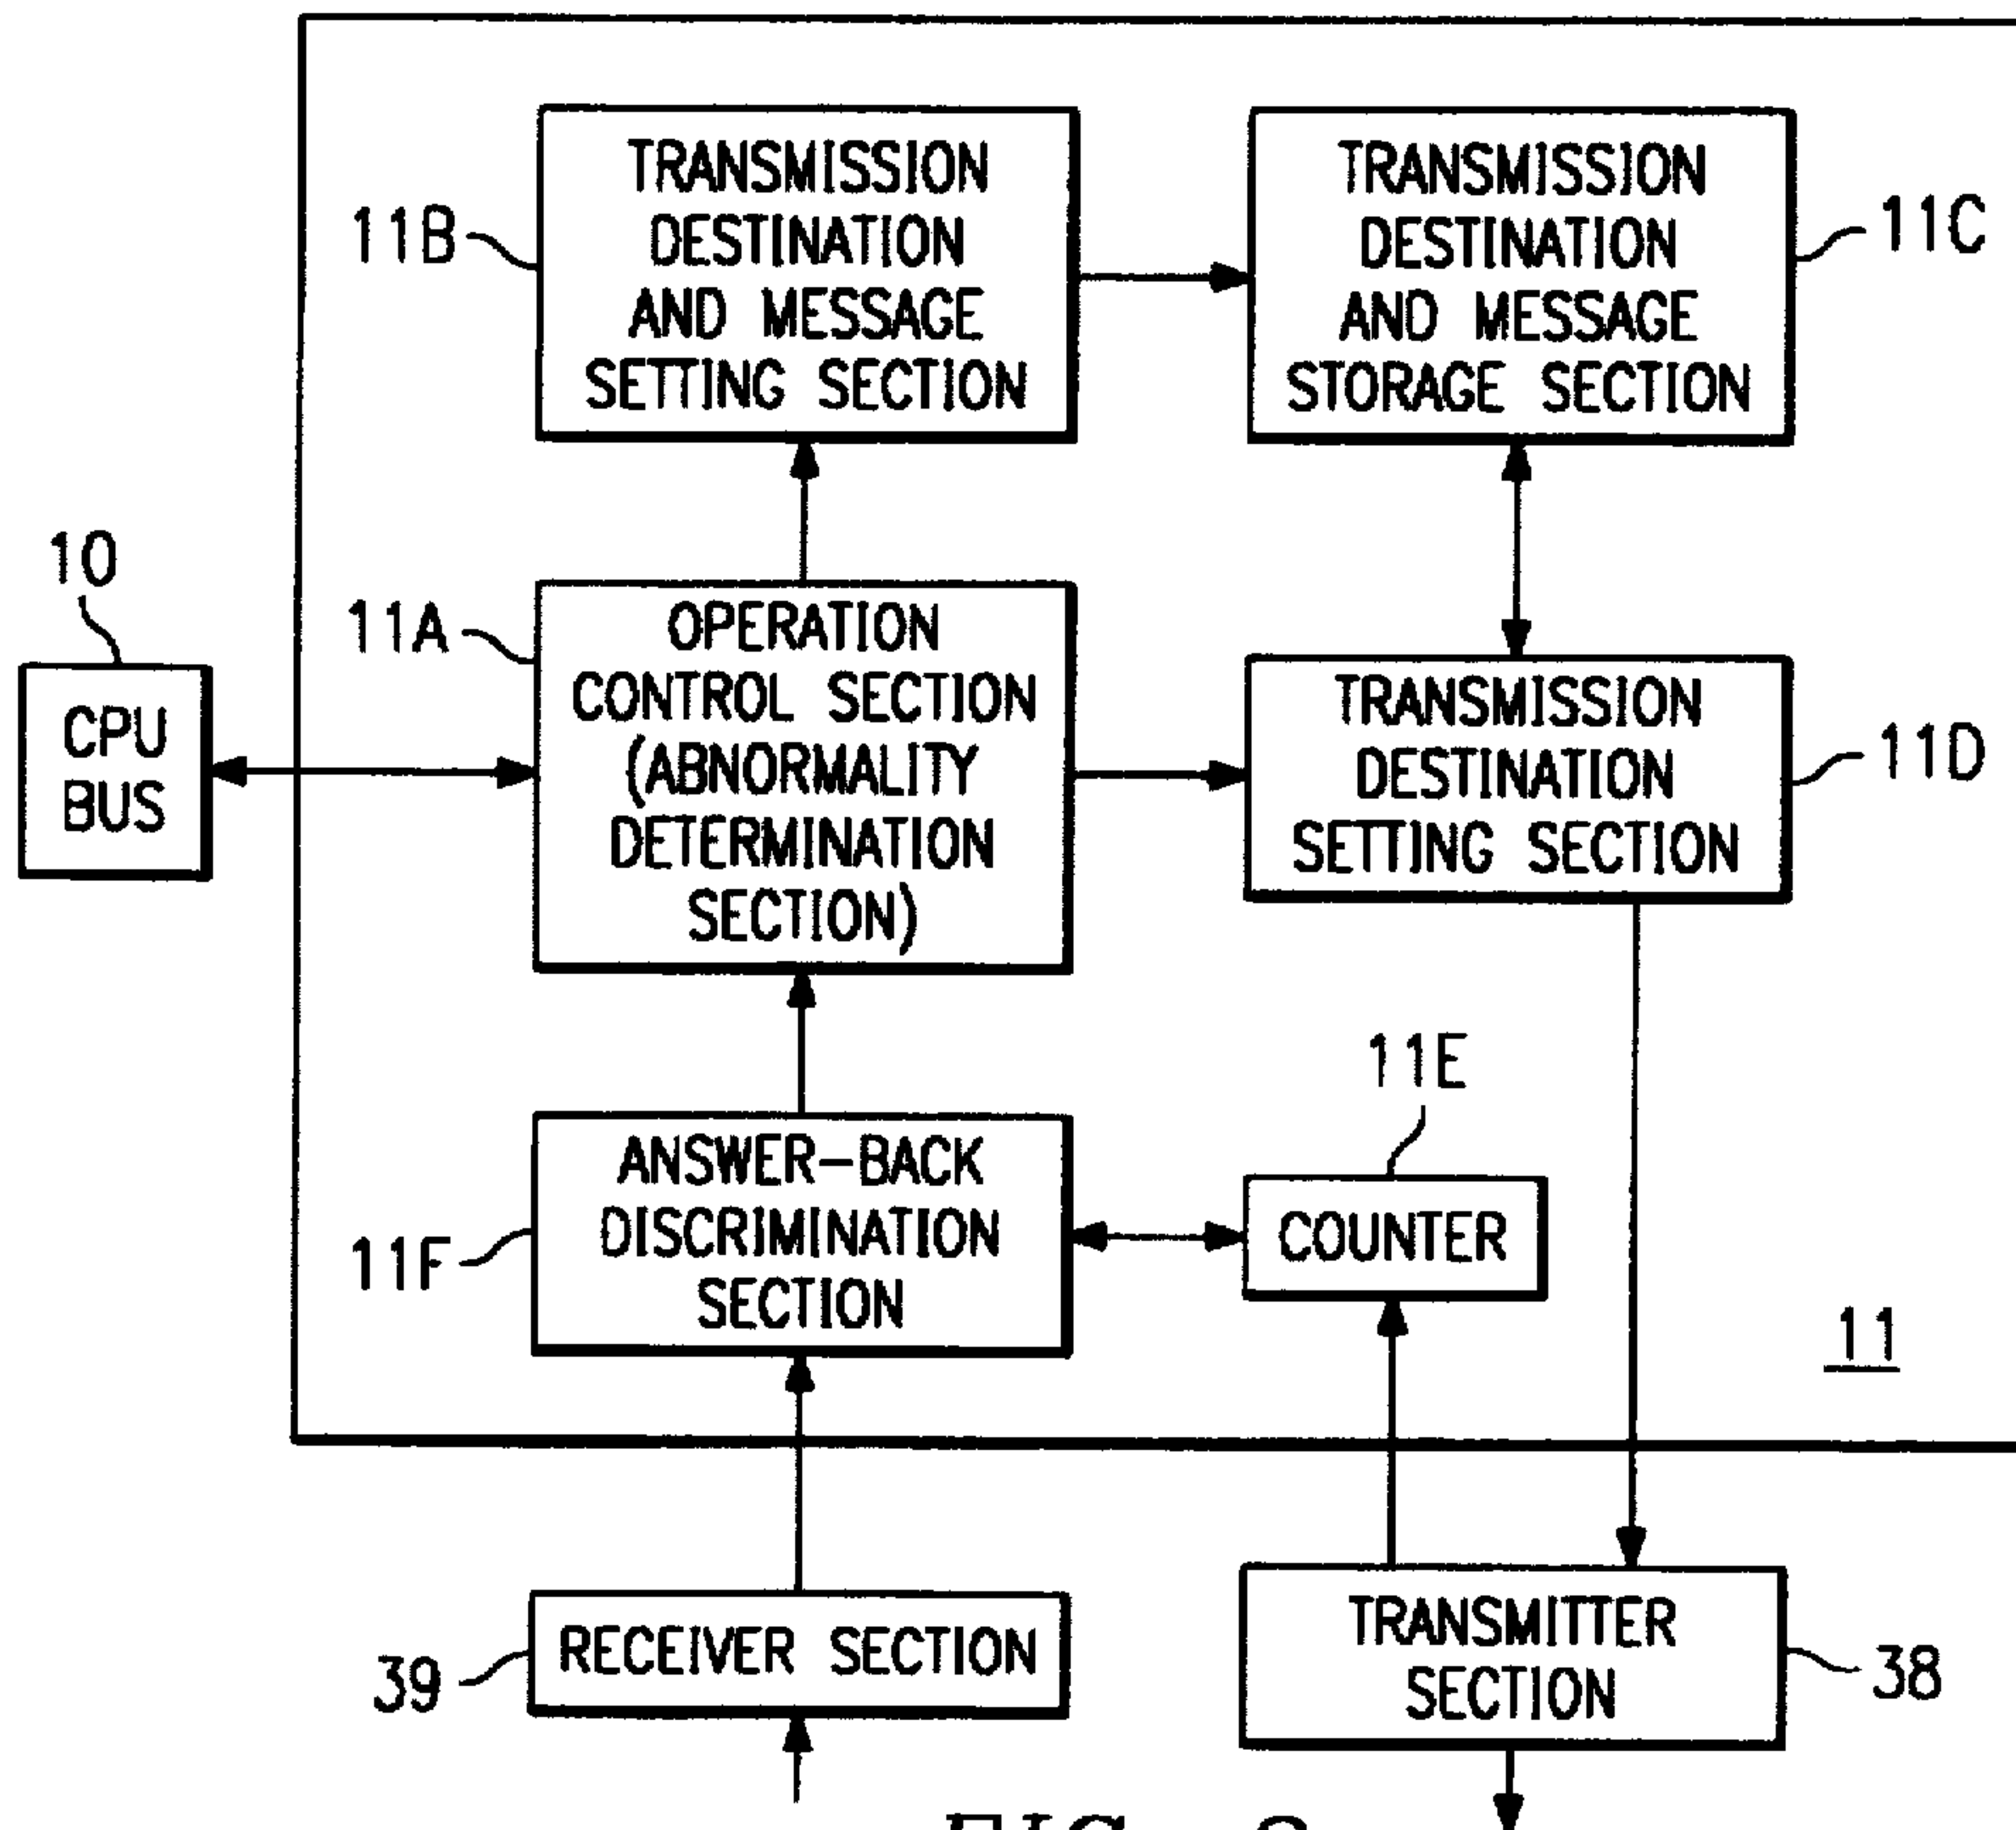 11B
TRANSMISSION
DESTINATION
AND MESSAGE
SETTING SECTION
TRANSMISSION
DESTINATION
AND MESSAGE
STORAGE SECTION
11C
10
CPU
BUS
11A
OPERATION
CONTROL SECTION
(ABNORMALITY
DETERMINATION
SECTION)
TRANSMISSION
DESTINATION
SETTING SECTION
11D
11F
ANSWER-BACK
DISCRIMINATION
SECTION
11E
COUNTER
11
39
RECEIVER SECTION
TRANSMITTER
SECTION
38